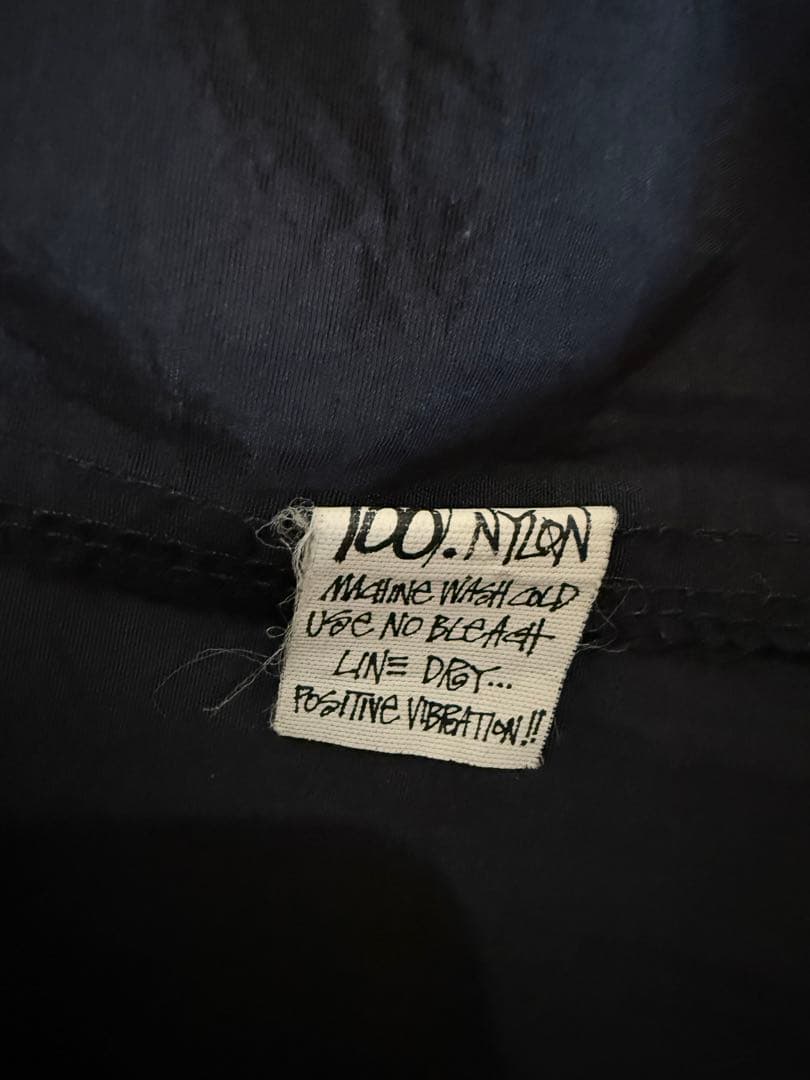 100%. NYLON
MACHINE WASH COLD
USE NO BLEACH
LINE DRY...
POSITIVE VIBRATION!!